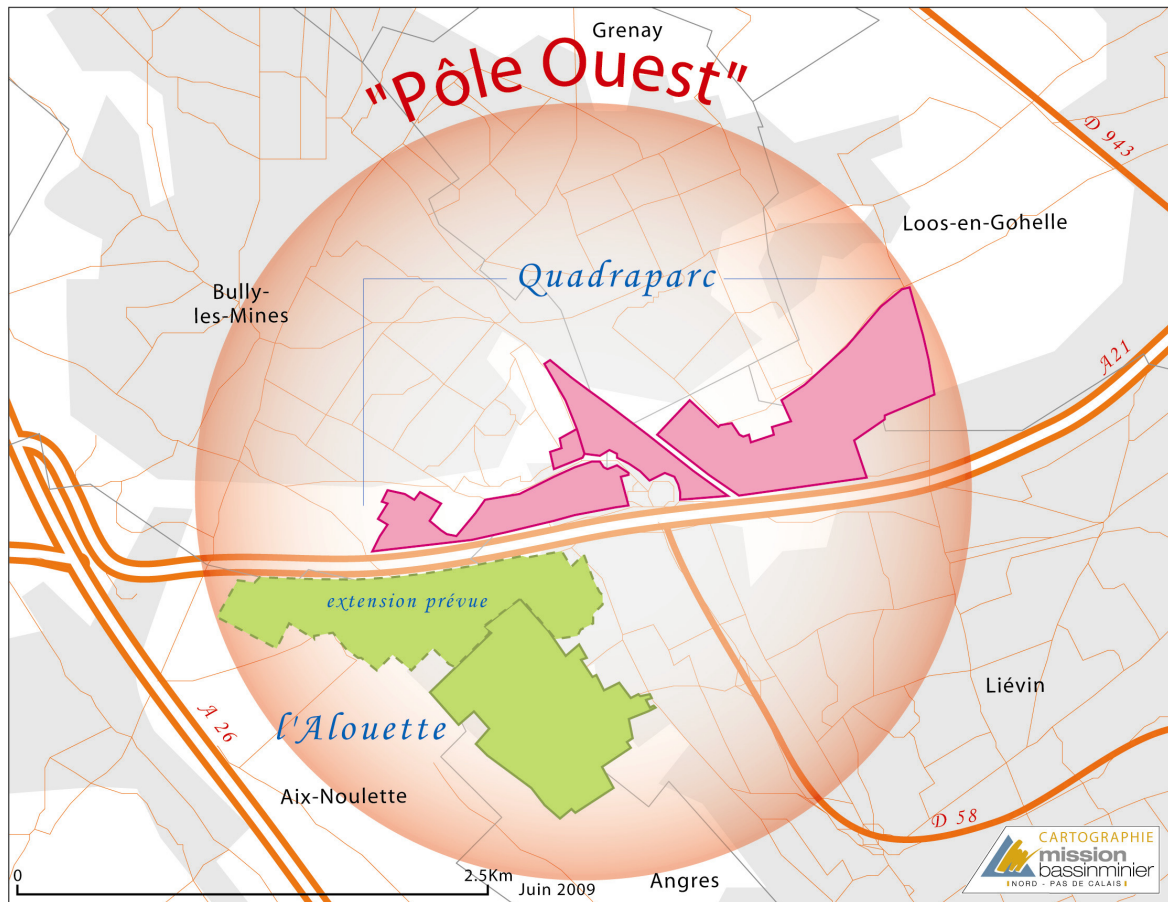 Grenay
"Pôle Ouest"
D 943
Loos-en-Gohelle
Quadraparc
Bully-
les-Mines
A21
extension prévue
Liévin
l'Alouette
A 26
Aix-Noulette
D 58
CARTOGRAPHIE
mission
bassinminier
NORD - PAS DE CALAIS
0
2.5Km
Juin 2009
Angres